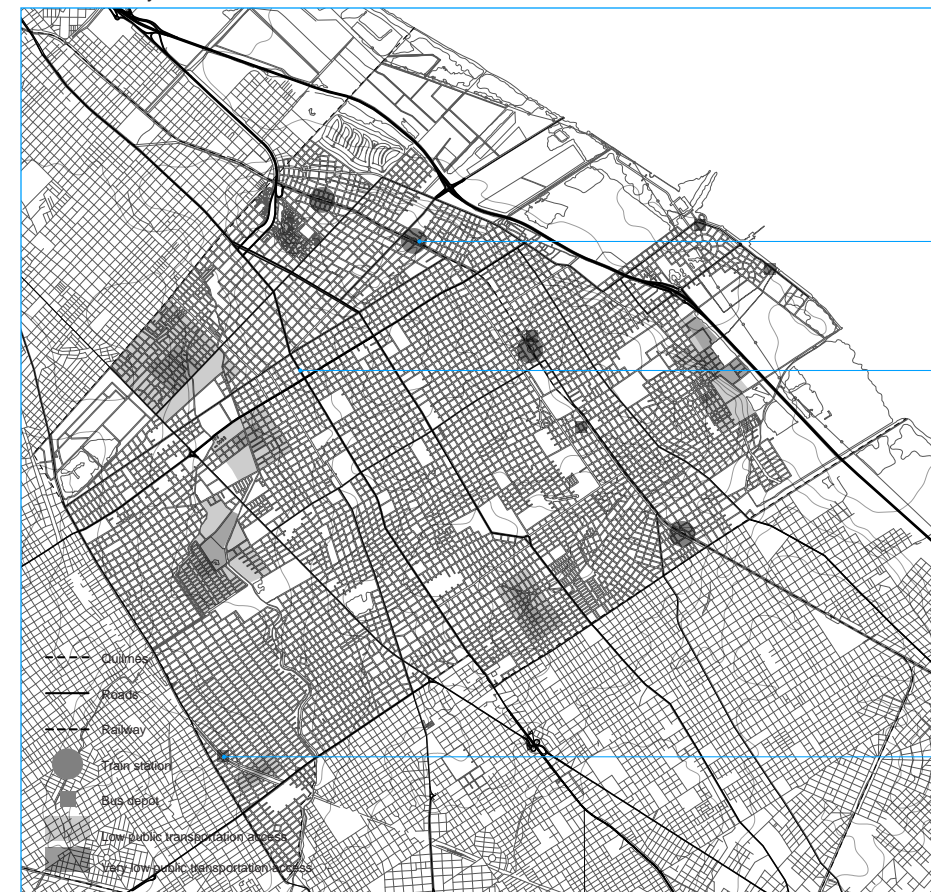 Quilmes
Roads
Railway
Train station
Bus depot
Low public transportation access
Very low public transportation access